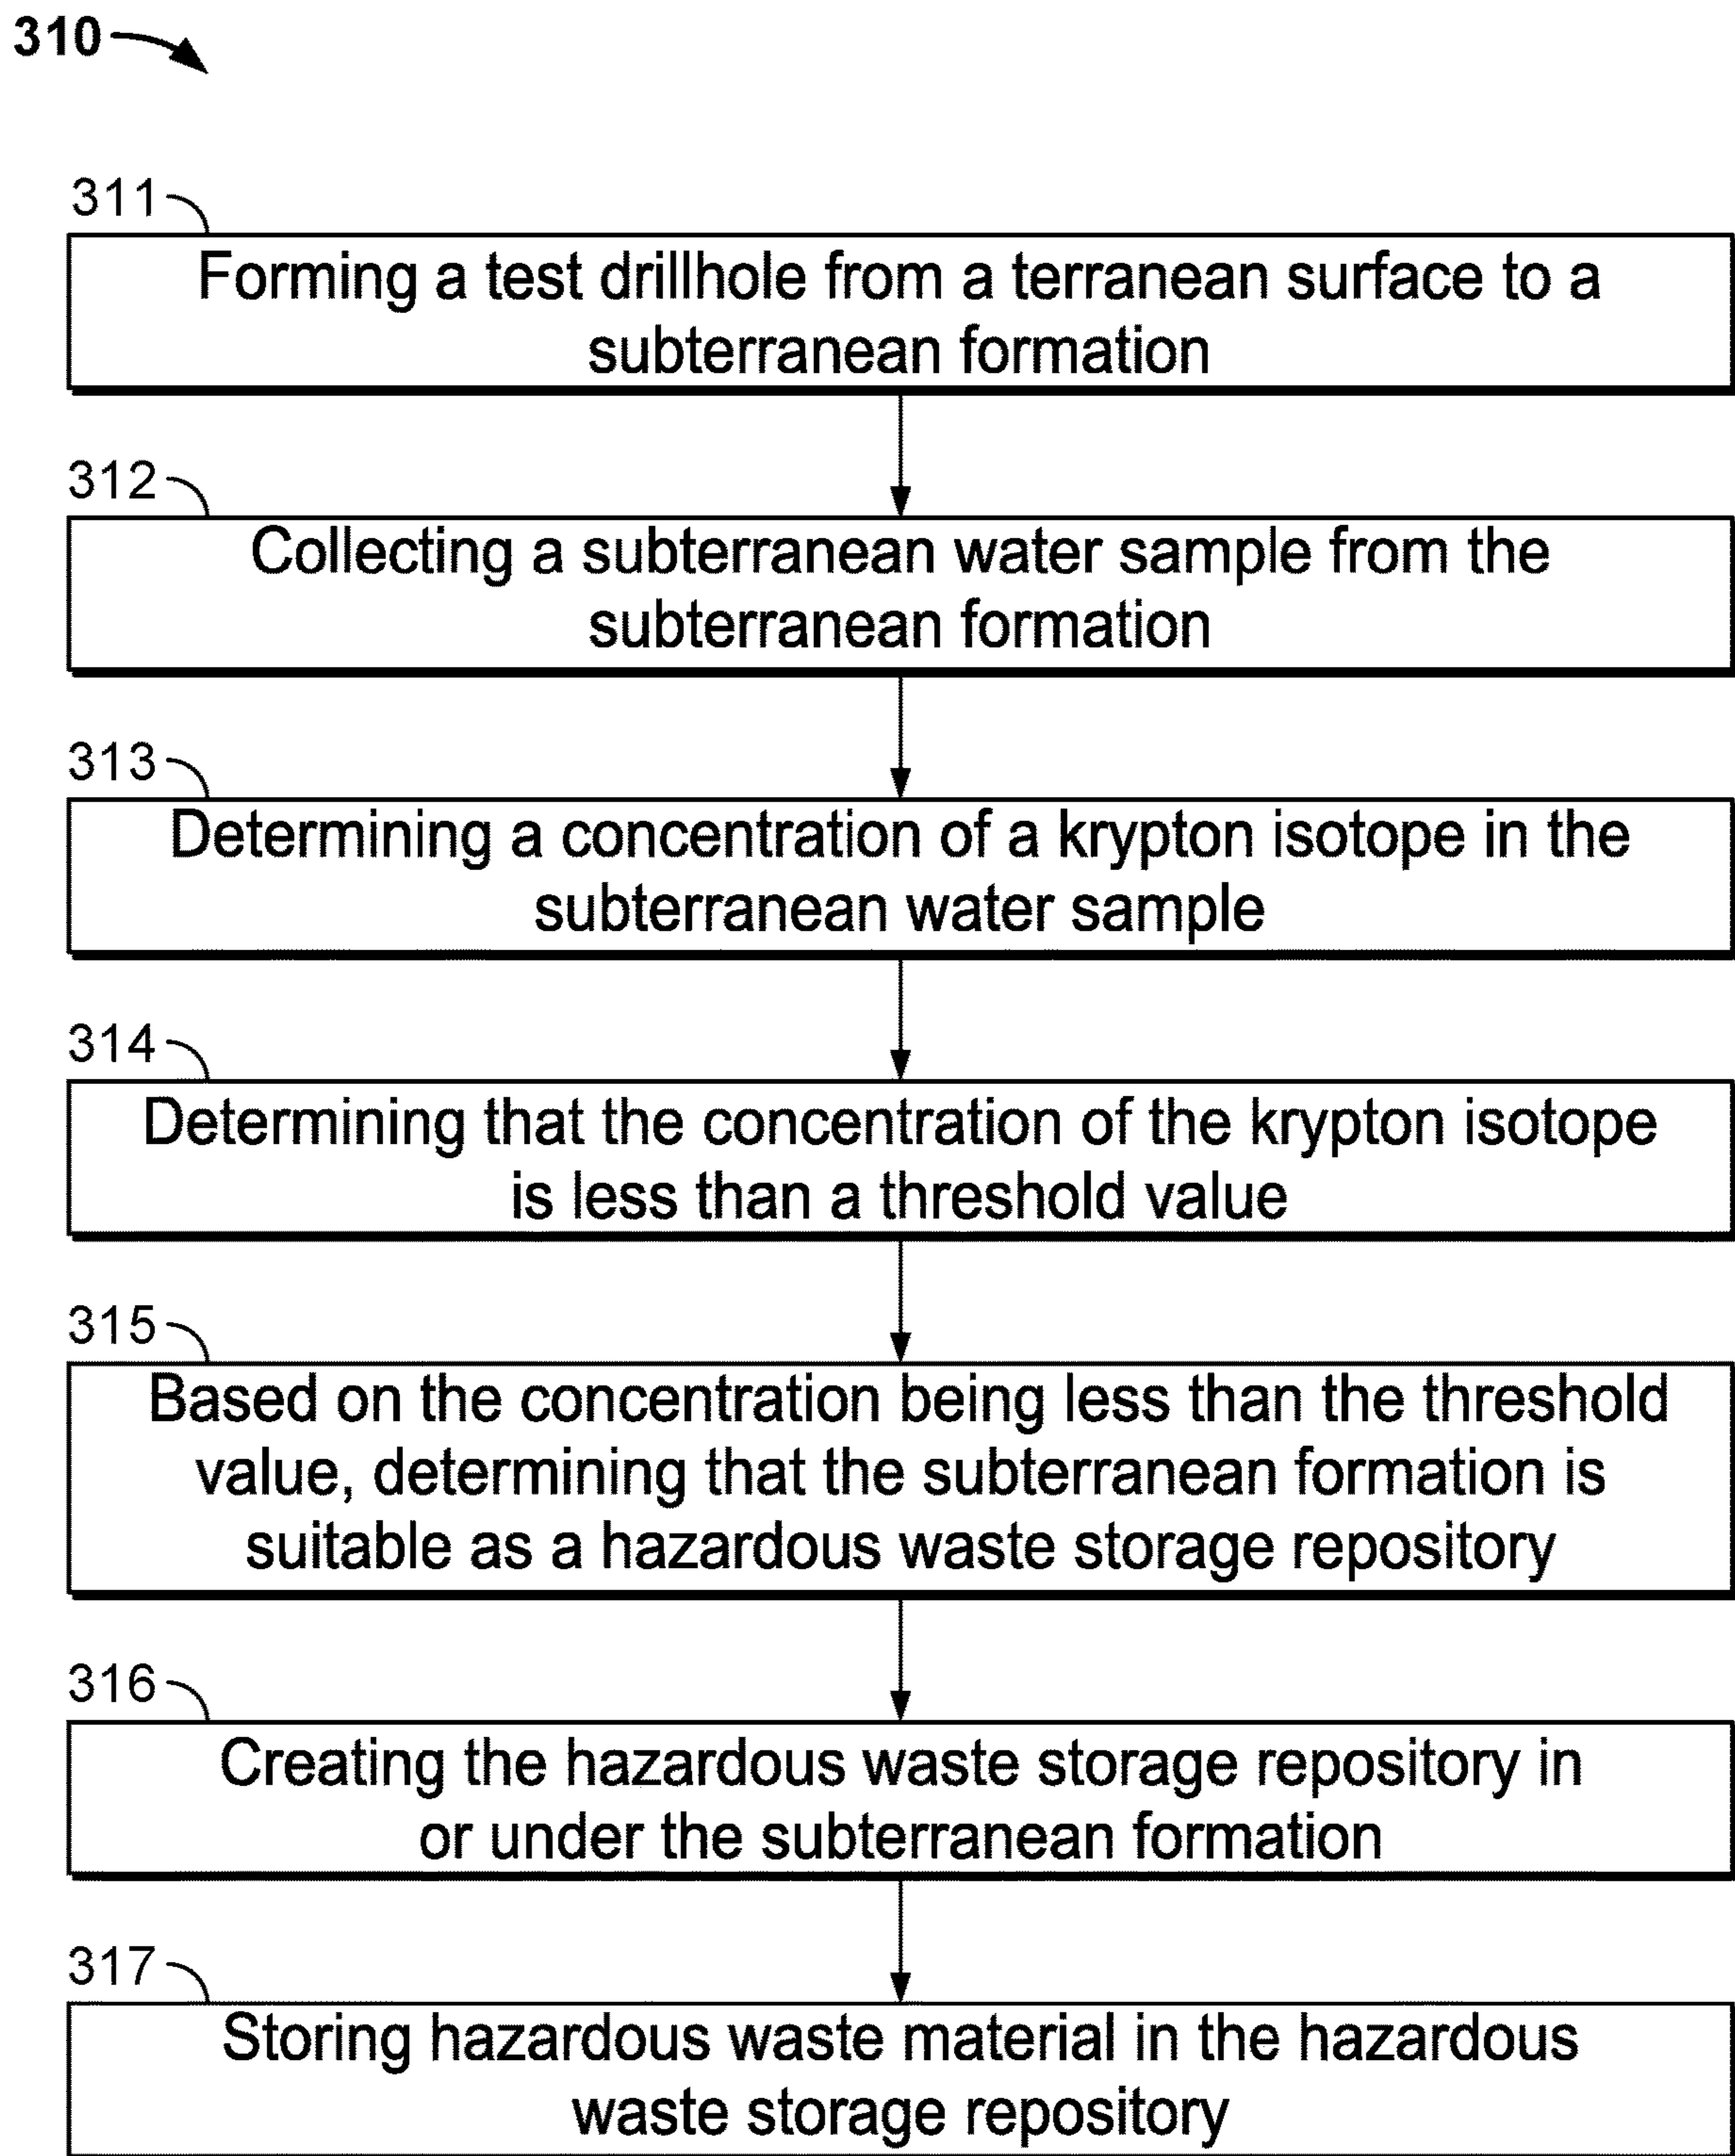 310
311
Forming a test drillhole from a terranean surface to a
subterranean formation
312
Collecting a subterranean water sample from the
subterranean formation
313
Determining a concentration of a krypton isotope in the
subterranean water sample
314
Determining that the concentration of the krypton isotope
is less than a threshold value
315
Based on the concentration being less than the threshold
value, determining that the subterranean formation is
suitable as a hazardous waste storage repository
316
Creating the hazardous waste storage repository in
or under the subterranean formation
317
Storing hazardous waste material in the hazardous
waste storage repository